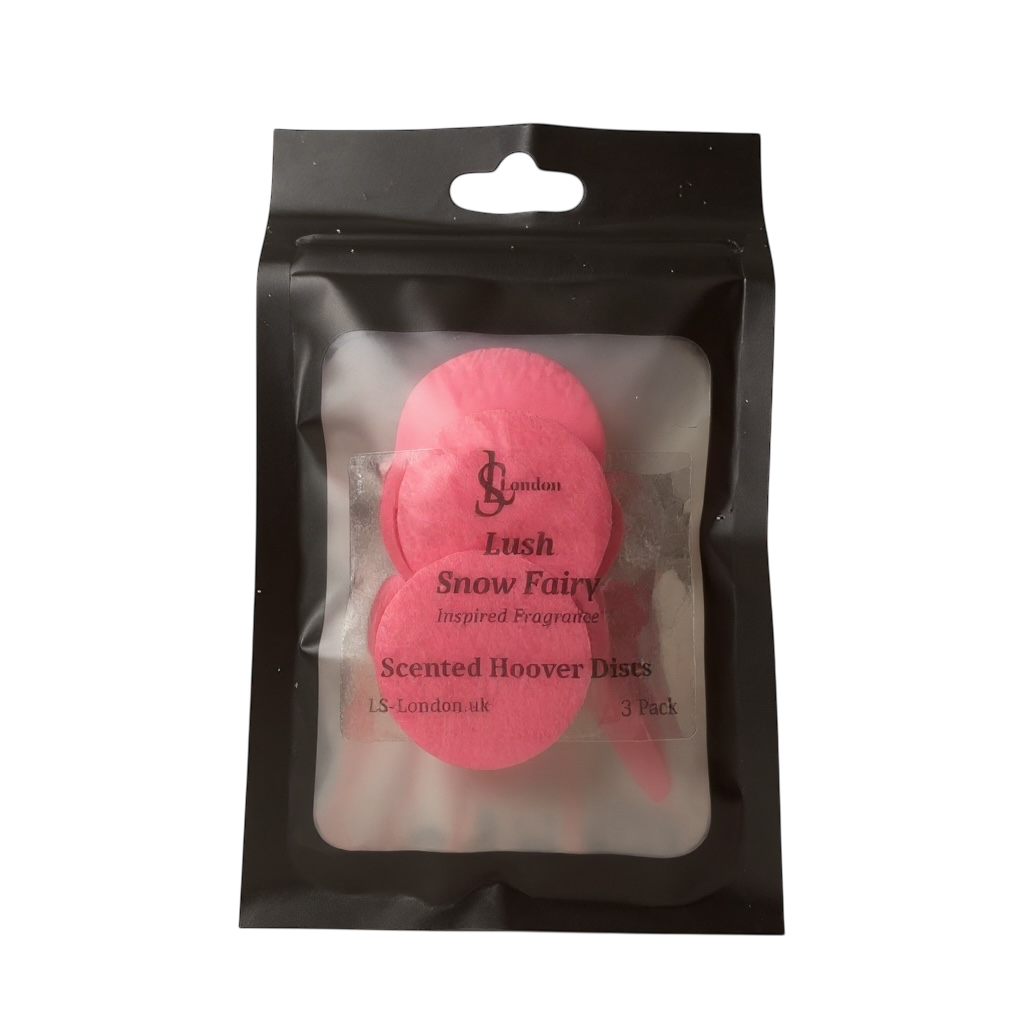 LS London
Lush
Snow Fairy
Inspired Fragrance
Scented Hoover Discs
LS-London.uk
3 Pack